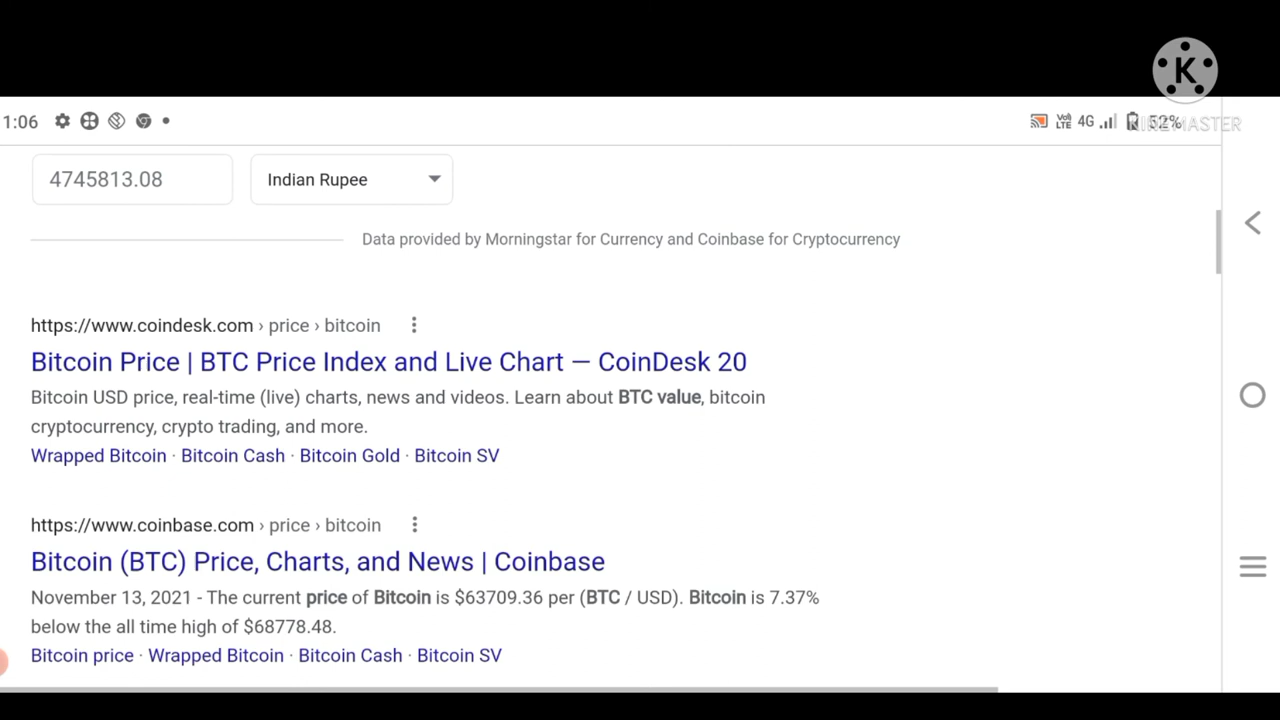 K
KINEMASTER
1:06
4G 52%
VoI LTE
4745813.08
Indian Rupee
Data provided by Morningstar for Currency and Coinbase for Cryptocurrency
https://www.coindesk.com › price › bitcoin
Bitcoin Price | BTC Price Index and Live Chart — CoinDesk 20
Bitcoin USD price, real-time (live) charts, news and videos. Learn about BTC value, bitcoin
cryptocurrency, crypto trading, and more.
Wrapped Bitcoin · Bitcoin Cash · Bitcoin Gold · Bitcoin SV
https://www.coinbase.com › price › bitcoin
Bitcoin (BTC) Price, Charts, and News | Coinbase
November 13, 2021 - The current price of Bitcoin is $63709.36 per (BTC / USD). Bitcoin is 7.37%
below the all time high of $68778.48.
Bitcoin price · Wrapped Bitcoin · Bitcoin Cash · Bitcoin SV